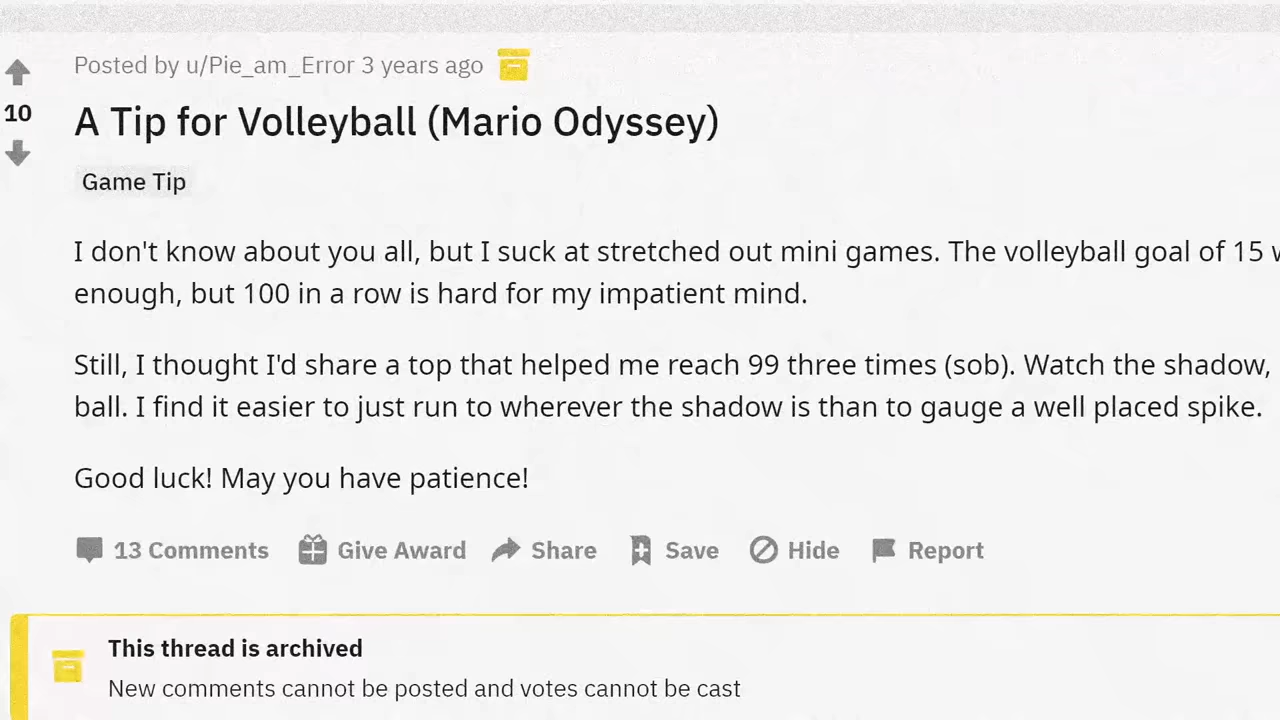 Posted by u/Pie_am_Error 3 years ago
10
A Tip for Volleyball (Mario Odyssey)
Game Tip
I don't know about you all, but I suck at stretched out mini games. The volleyball goal of 15
enough, but 100 in a row is hard for my impatient mind.
Still, I thought I'd share a top that helped me reach 99 three times (sob). Watch the shadow,
ball. I find it easier to just run to wherever the shadow is than to gauge a well placed spike.
Good luck! May you have patience!
13 Comments Give Award Share Save Hide Report
This thread is archived
New comments cannot be posted and votes cannot be cast